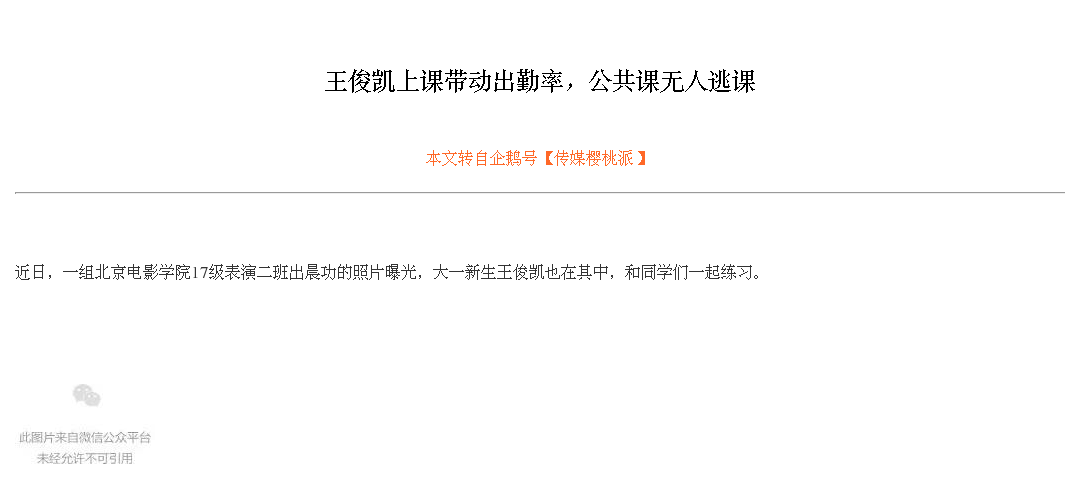 王俊凯上课带动出勤率，公共课无人逃课
本文转自企鹅号【传媒樱桃派 】
近日，一组北京电影学院17级表演二班出晨功的照片曝光，大一新生王俊凯也在其中，和同学们一起练习。
此图片来自微信公众平台
未经允许不可引用